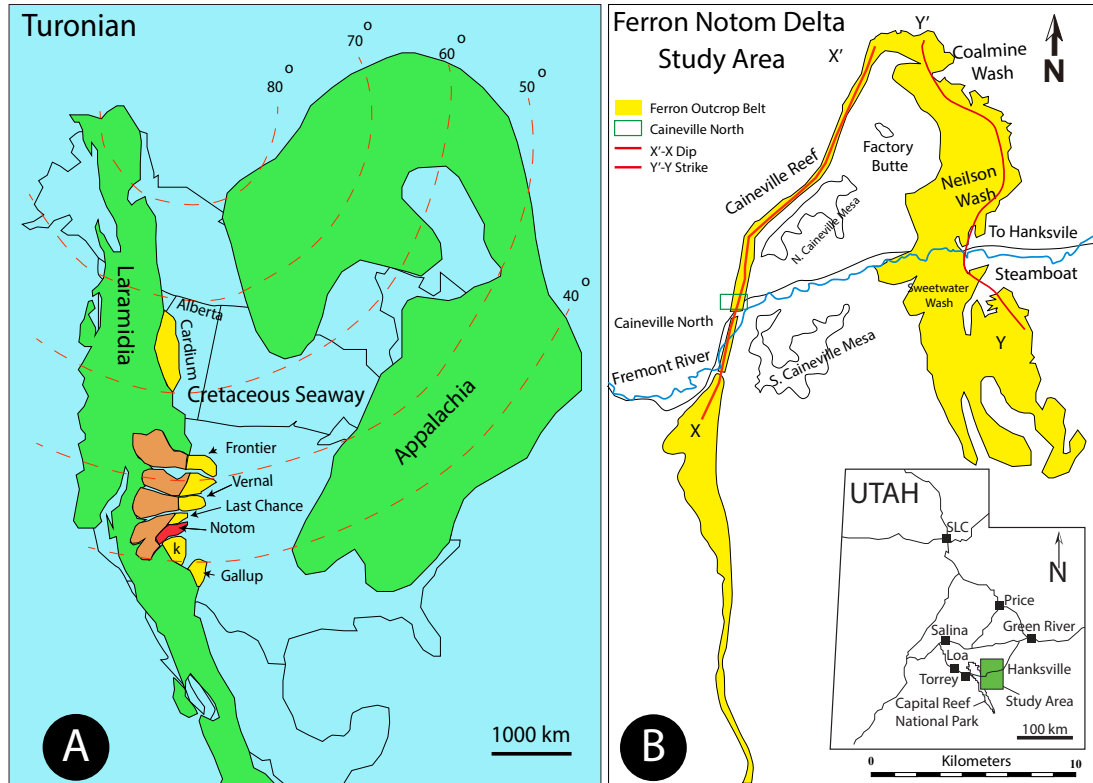 Turonian
80 o
70 o
60 o
50 o
40 o
Laramidia
Alberta
Cardium
Cretaceous Seaway
Appalachia
Frontier
Vernal
Last Chance
Notom
k
Gallup
A
1000 km
Ferron Notom Delta
Study Area
X'
Y'
Coalmine
Wash
N
Ferron Outcrop Belt
Caineville North
X'-X Dip
Y'-Y Strike
Factory
Butte
Caineville Reef
N. Caineville Mesa
Neilson
Wash
To Hanksvile
Steamboat
Sweetwater
Wash
Caineville North
Fremont River
S. Caineville Mesa
X
Y
UTAH
SLC
N
Price
Green River
Salina
Loa
Torrey
Hanksville
Study Area
Capital Reef
National Park
100 km
B
0
10
Kilometers